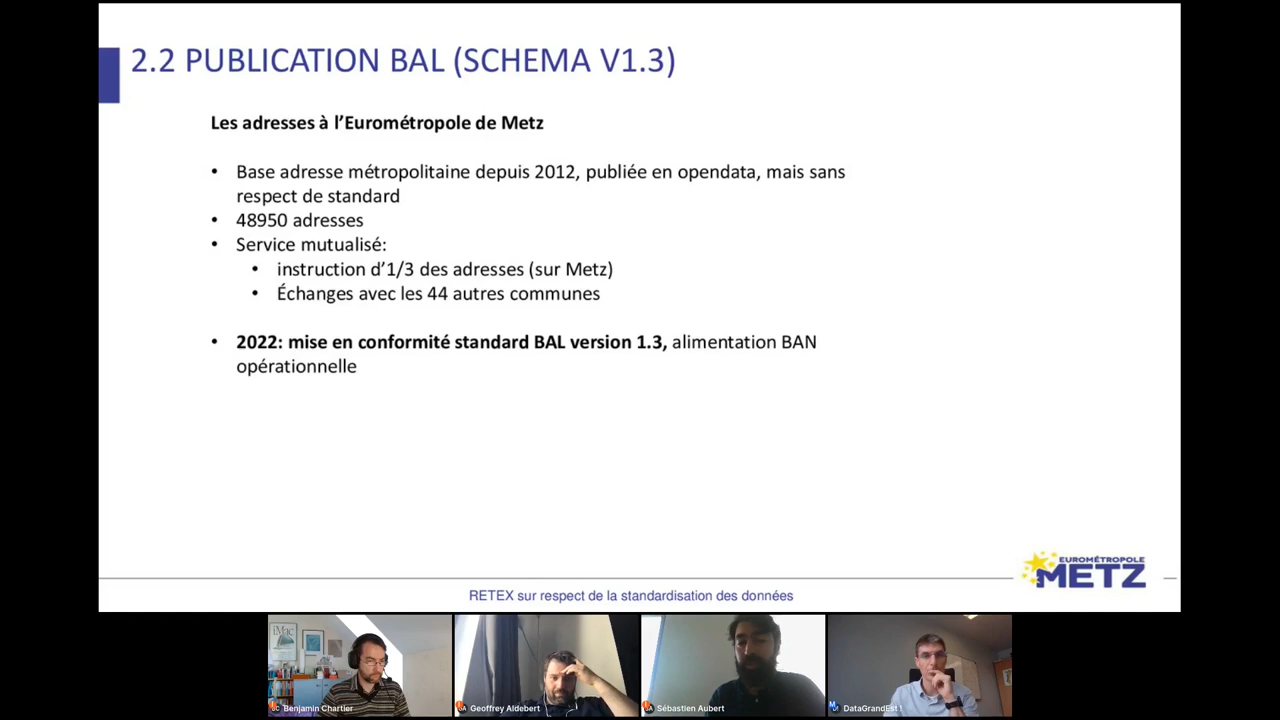 2.2 PUBLICATION BAL (SCHEMA V1.3)
Les adresses à l’Eurométropole de Metz
• Base adresse métropolitaine depuis 2012, publiée en opendata, mais sans
respect de standard
• 48950 adresses
• Service mutualisé:
• instruction d’1/3 des adresses (sur Metz)
• Échanges avec les 44 autres communes
• 2022: mise en conformité standard BAL version 1.3, alimentation BAN
opérationnelle
EUROMÉTROPOLE
METZ
RETEX sur respect de la standardisation des données
iMac
Benjamin Chartier
Geoffrey Aldebert
Sébastien Aubert
DataGrandEst !